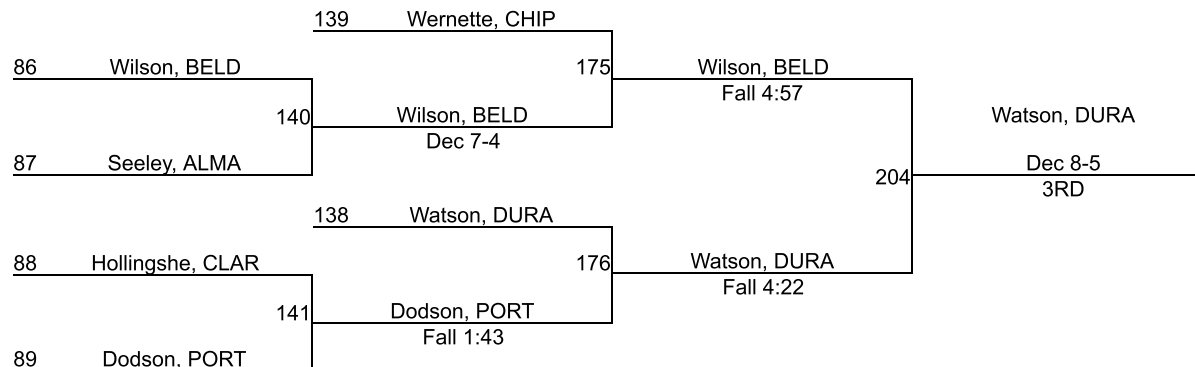 139 Wernette, CHIP
86 Wilson, BELD
175 Wilson, BELD
Fall 4:57
140 Wilson, BELD
Dec 7-4
Watson, DURA
87 Seeley, ALMA
Dec 8-5
204
3RD
138 Watson, DURA
88 Hollingshe, CLAR
176 Watson, DURA
Fall 4:22
141 Dodson, PORT
Fall 1:43
89 Dodson, PORT